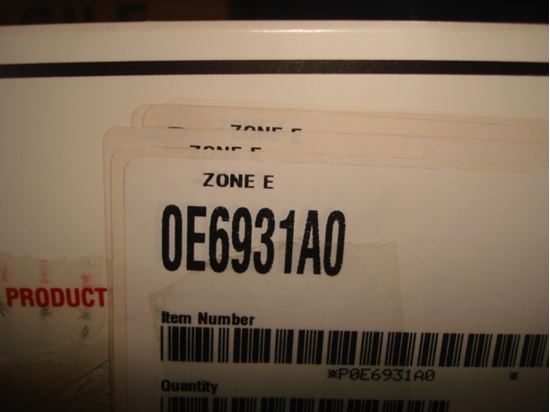 ZONE E
ZONE E
ZONE E
0E6931A0
PRODUCT
Item Number
*P0E6931A0 *
Quantity